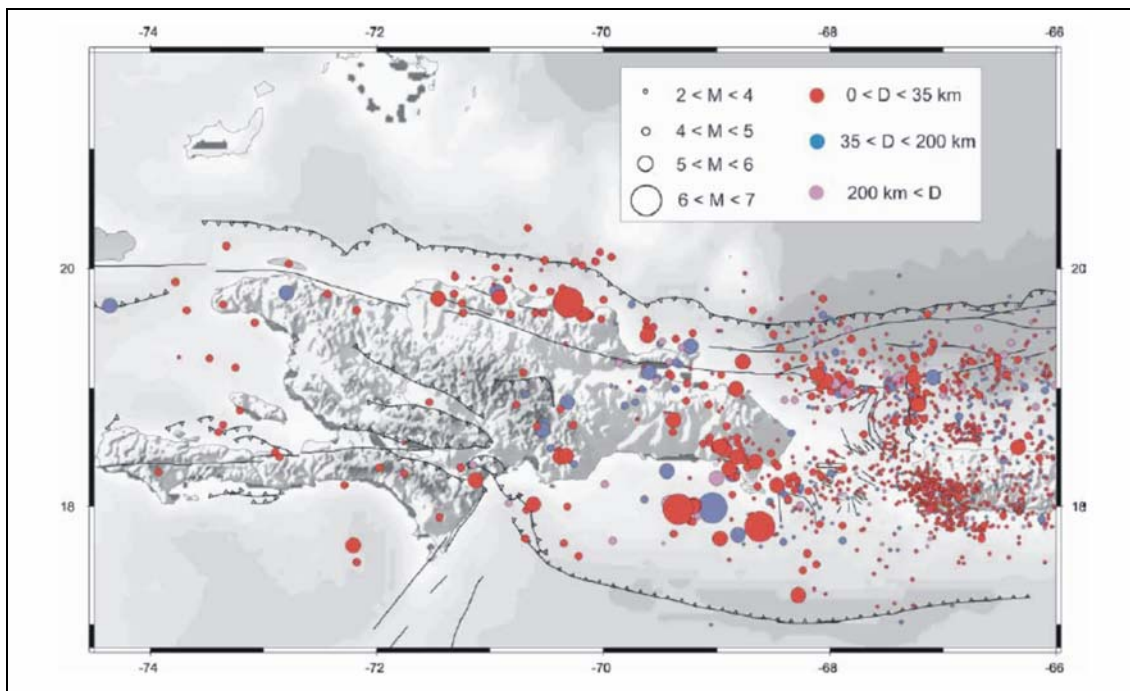 -74 -72 -70 -68 -66
2 < M < 4 0 < D < 35 km
4 < M < 5 35 < D < 200 km
5 < M < 6 200 km < D
6 < M < 7
20 20
18 18
-74 -72 -70 -68 -66